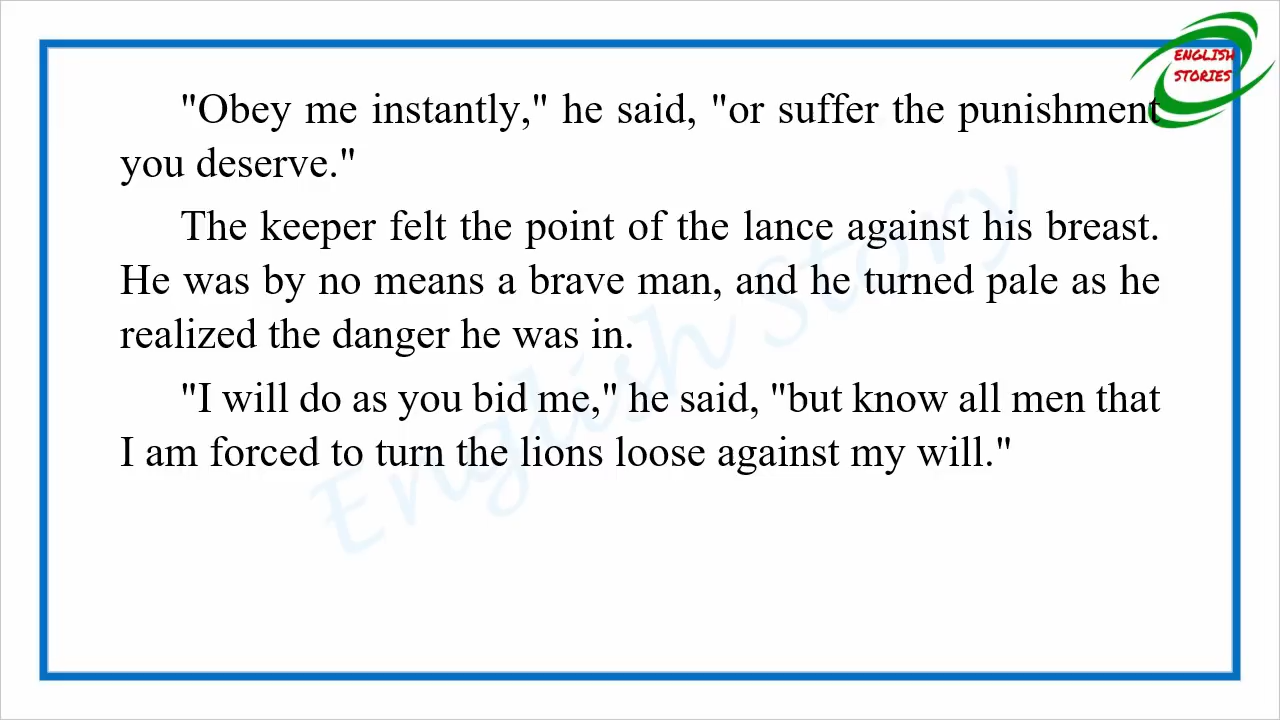 ENGLISH
STORIES
"Obey me instantly," he said, "or suffer the punishment
you deserve."
The keeper felt the point of the lance against his breast.
He was by no means a brave man, and he turned pale as he
realized the danger he was in.
"I will do as you bid me," he said, "but know all men that
I am forced to turn the lions loose against my will."
English Story